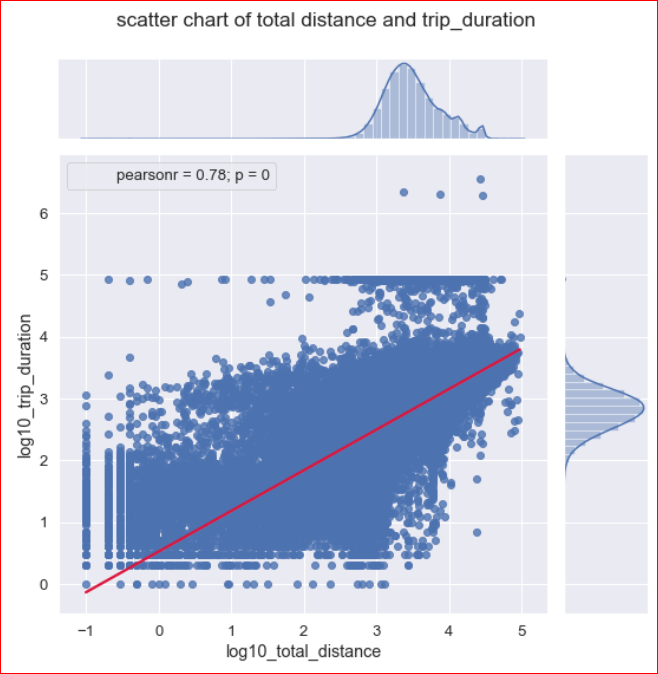 scatter chart of total distance and trip_duration
pearsonr = 0.78; p = 0
6
5
4
3
2
1
0
log10_trip_duration
−1 0 1 2 3 4 5
log10_total_distance